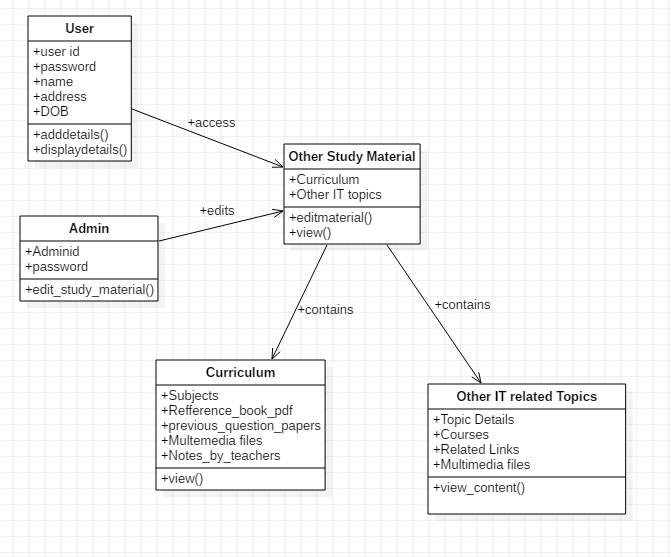 User
+user id
+password
+name
+address
+DOB
+adddetails()
+displaydetails()
+access
Other Study Material
+Curriculum
+Other IT topics
+editmaterial()
+view()
+edits
Admin
+Adminid
+password
+edit_study_material()
+contains
+contains
Curriculum
+Subjects
+Refference_book_pdf
+previous_question_papers
+Multemedia files
+Notes_by_teachers
+view()
Other IT related Topics
+Topic Details
+Courses
+Related Links
+Multimedia files
+view_content()